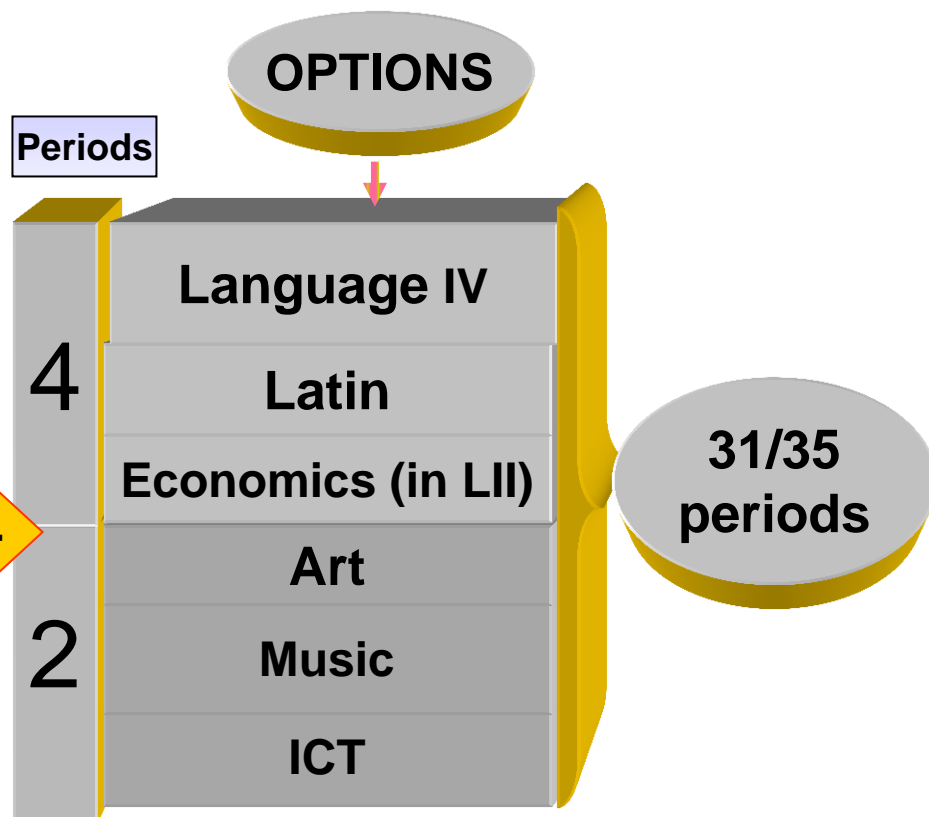 OPTIONS
Periods
4
Language IV
Latin
Economics (in LII)
2
Art
Music
ICT
31/35
periods